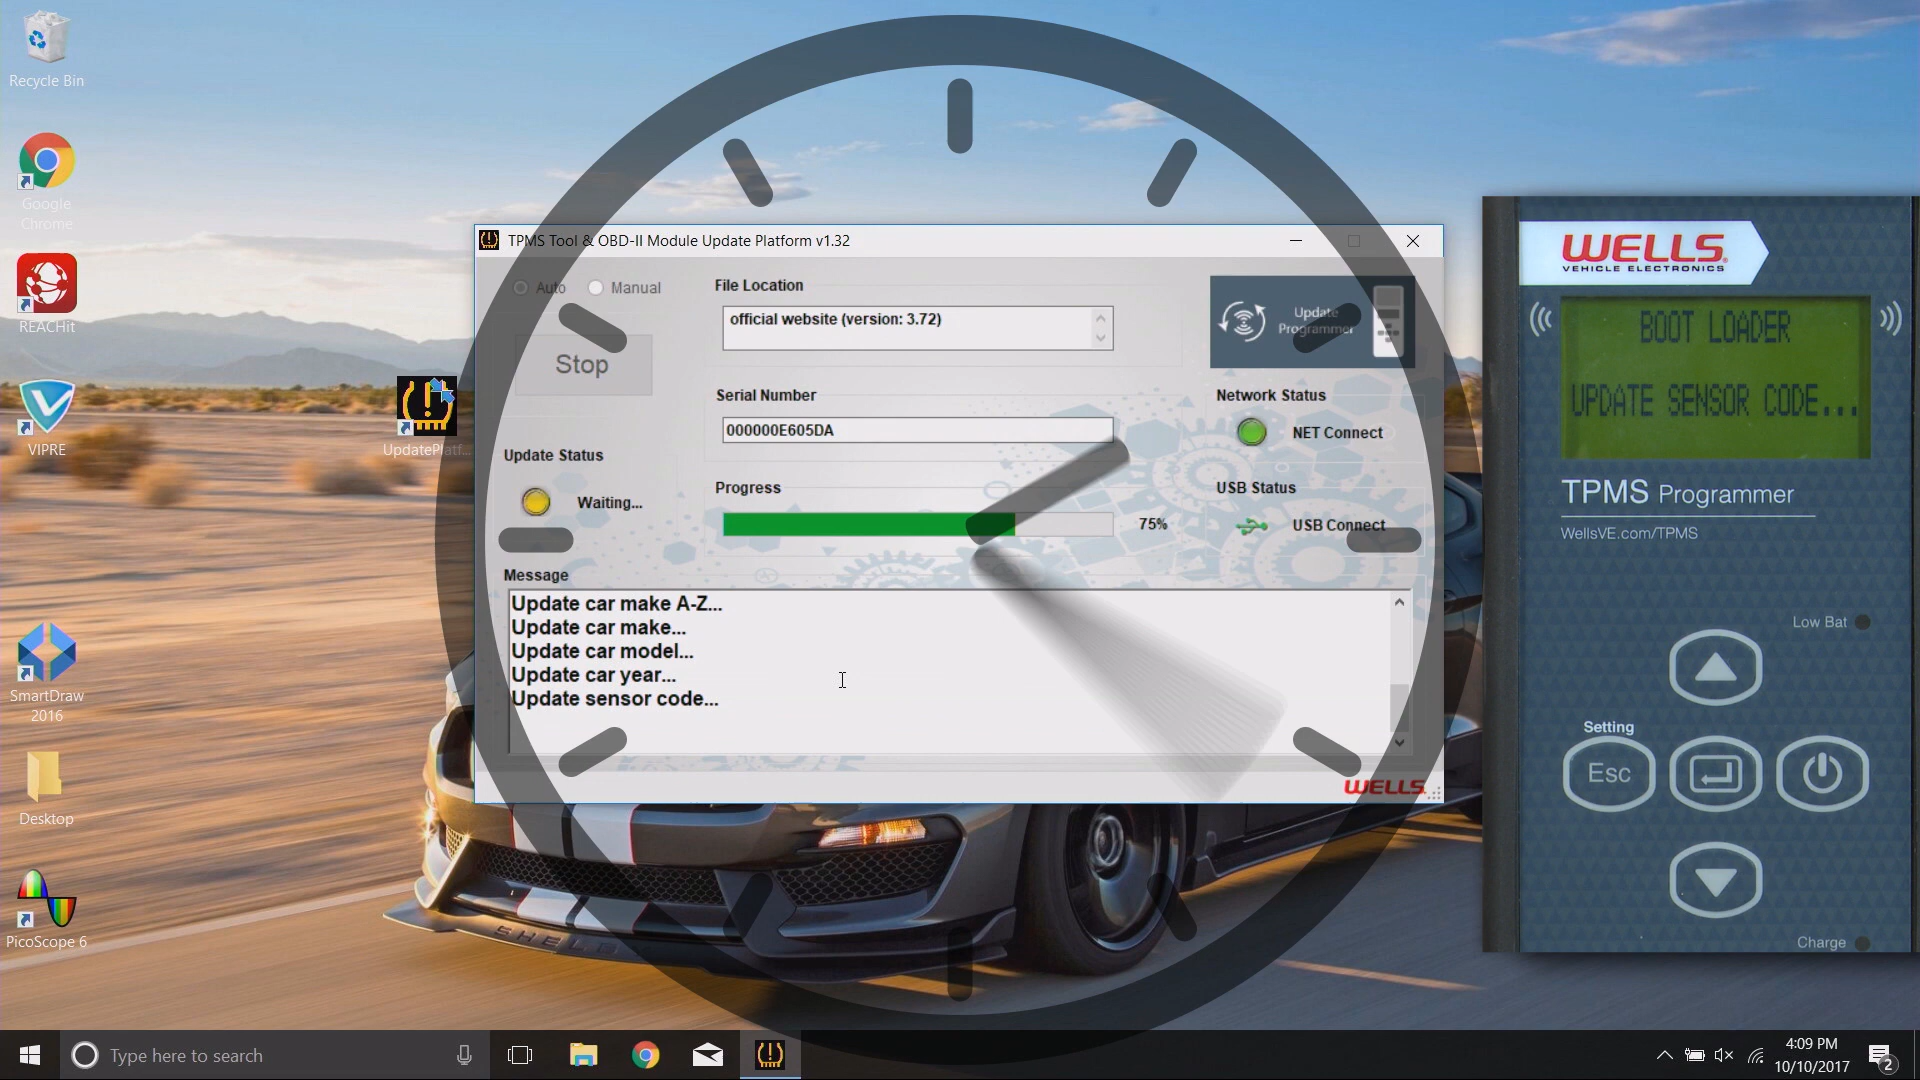 Recycle Bin
Google
Chrome
REACHit
VIPRE
UpdatePlatf...
SmartDraw
2016
Desktop
PicoScope 6
TPMS Tool & OBD-II Module Update Platform v1.32
Auto
Manual
Stop
File Location
official website (version: 3.72)
Update
Programmer
Serial Number
000000E605DA
Network Status
NET Connect
Update Status
Waiting...
Progress
75%
USB Status
USB Connect
Message
Update car make A-Z...
Update car make...
Update car model...
Update car year...
Update sensor code...
WELLS
WELLS
VEHICLE ELECTRONICS
BOOT LOADER
UPDATE SENSOR CODE...
TPMS Programmer
WellsVE.com/TPMS
Low Bat
Setting
Esc
Charge
SHELB
Type here to search
4:09 PM
10/10/2017
2